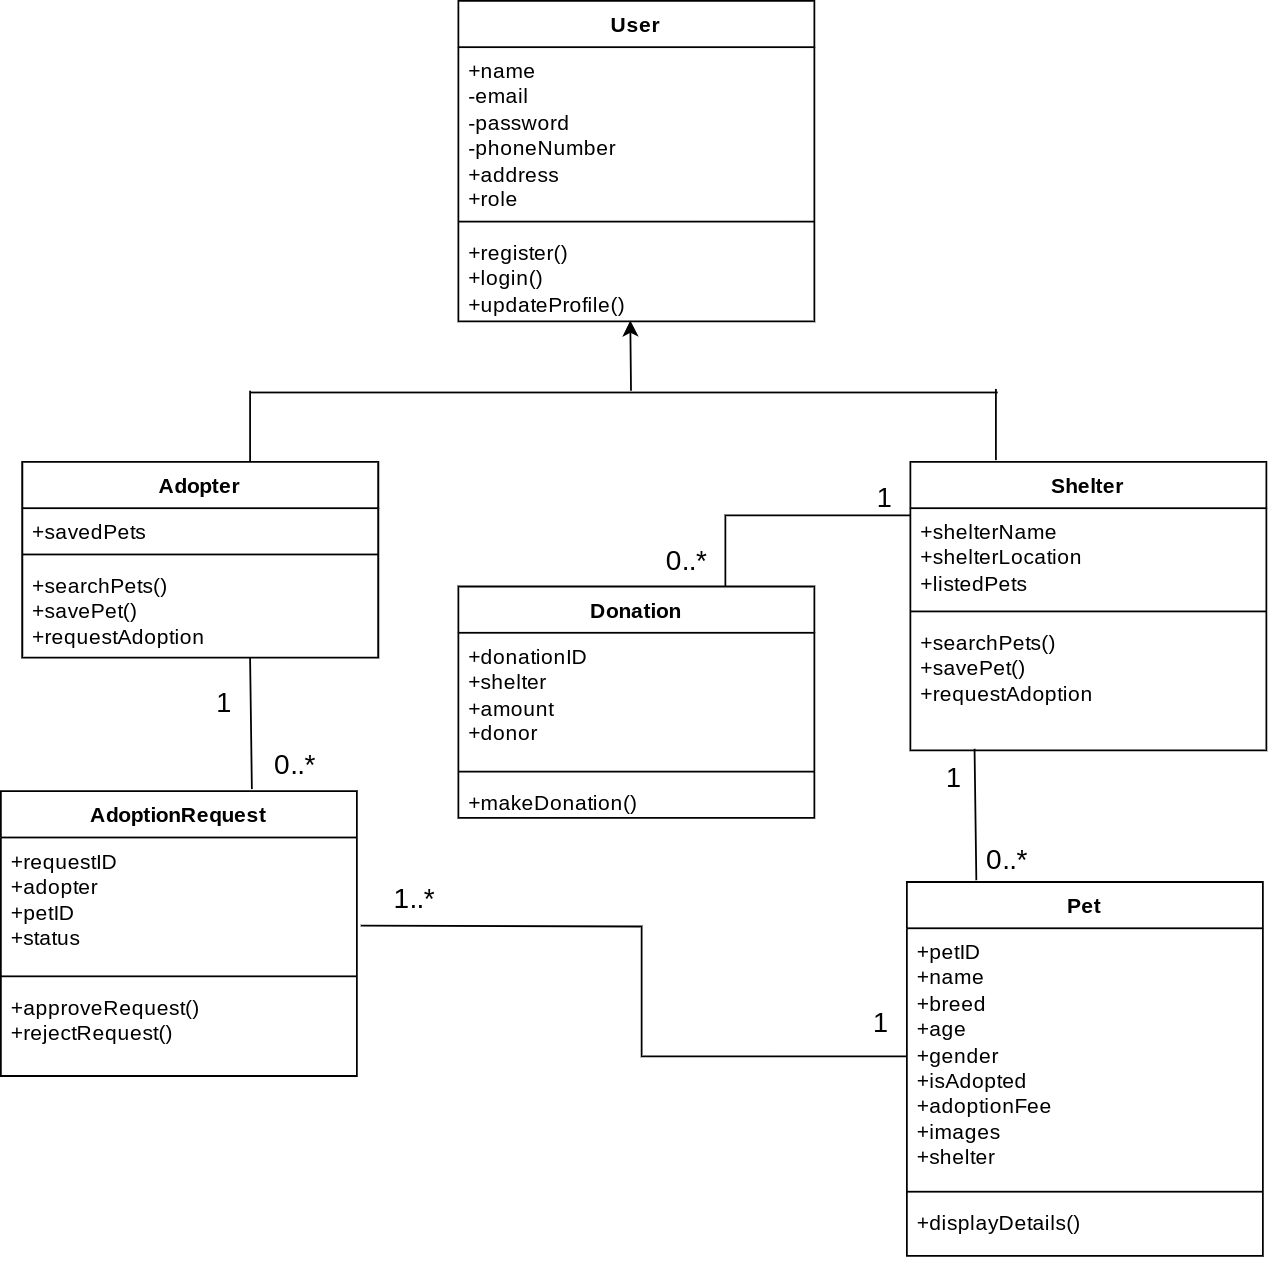 User
+name
-email
-password
-phoneNumber
+address
+role
+register()
+login()
+updateProfile()
Adopter
+savedPets
+searchPets()
+savePet()
+requestAdoption
1
0..*
Shelter
+shelterName
+shelterLocation
+listedPets
+searchPets()
+savePet()
+requestAdoption
1
0..*
Donation
+donationID
+shelter
+amount
+donor
+makeDonation()
1
0..*
AdoptionRequest
+requestID
+adopter
+petID
+status
+approveRequest()
+rejectRequest()
1..*
1
Pet
+petID
+name
+breed
+age
+gender
+isAdopted
+adoptionFee
+images
+shelter
+displayDetails()